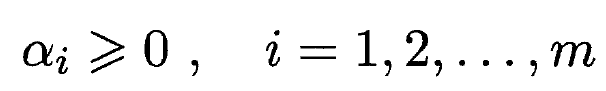 αᵢ ⩾ 0 , i = 1, 2, . . . , m